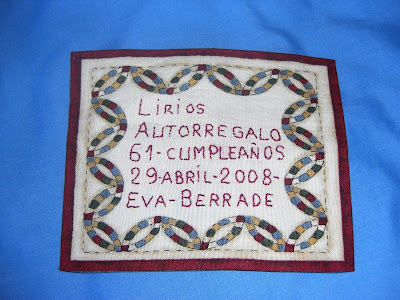 LIRIOS
AUTORREGALO
61-CUMPLEAÑOS
29-ABRIL-2008-
EVA-BERRADE